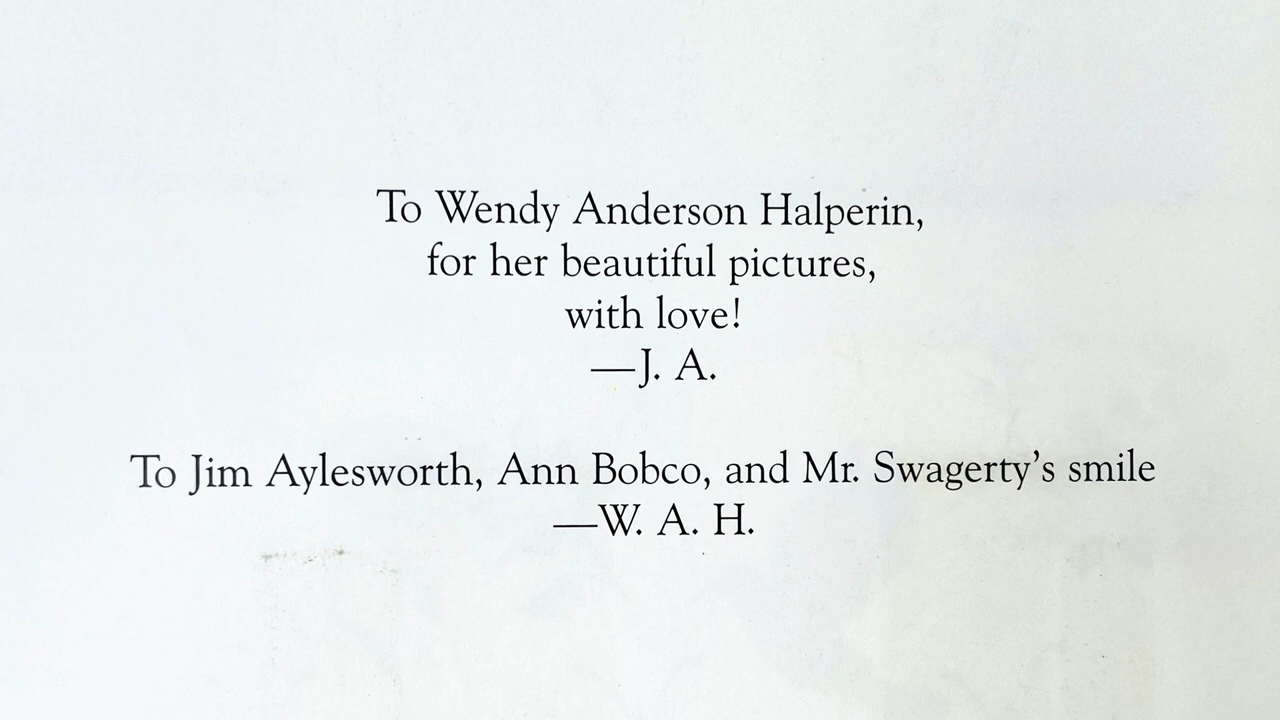 To Wendy Anderson Halperin,
for her beautiful pictures,
with love!
—J. A.
To Jim Aylesworth, Ann Bobco, and Mr. Swagerty’s smile
—W. A. H.